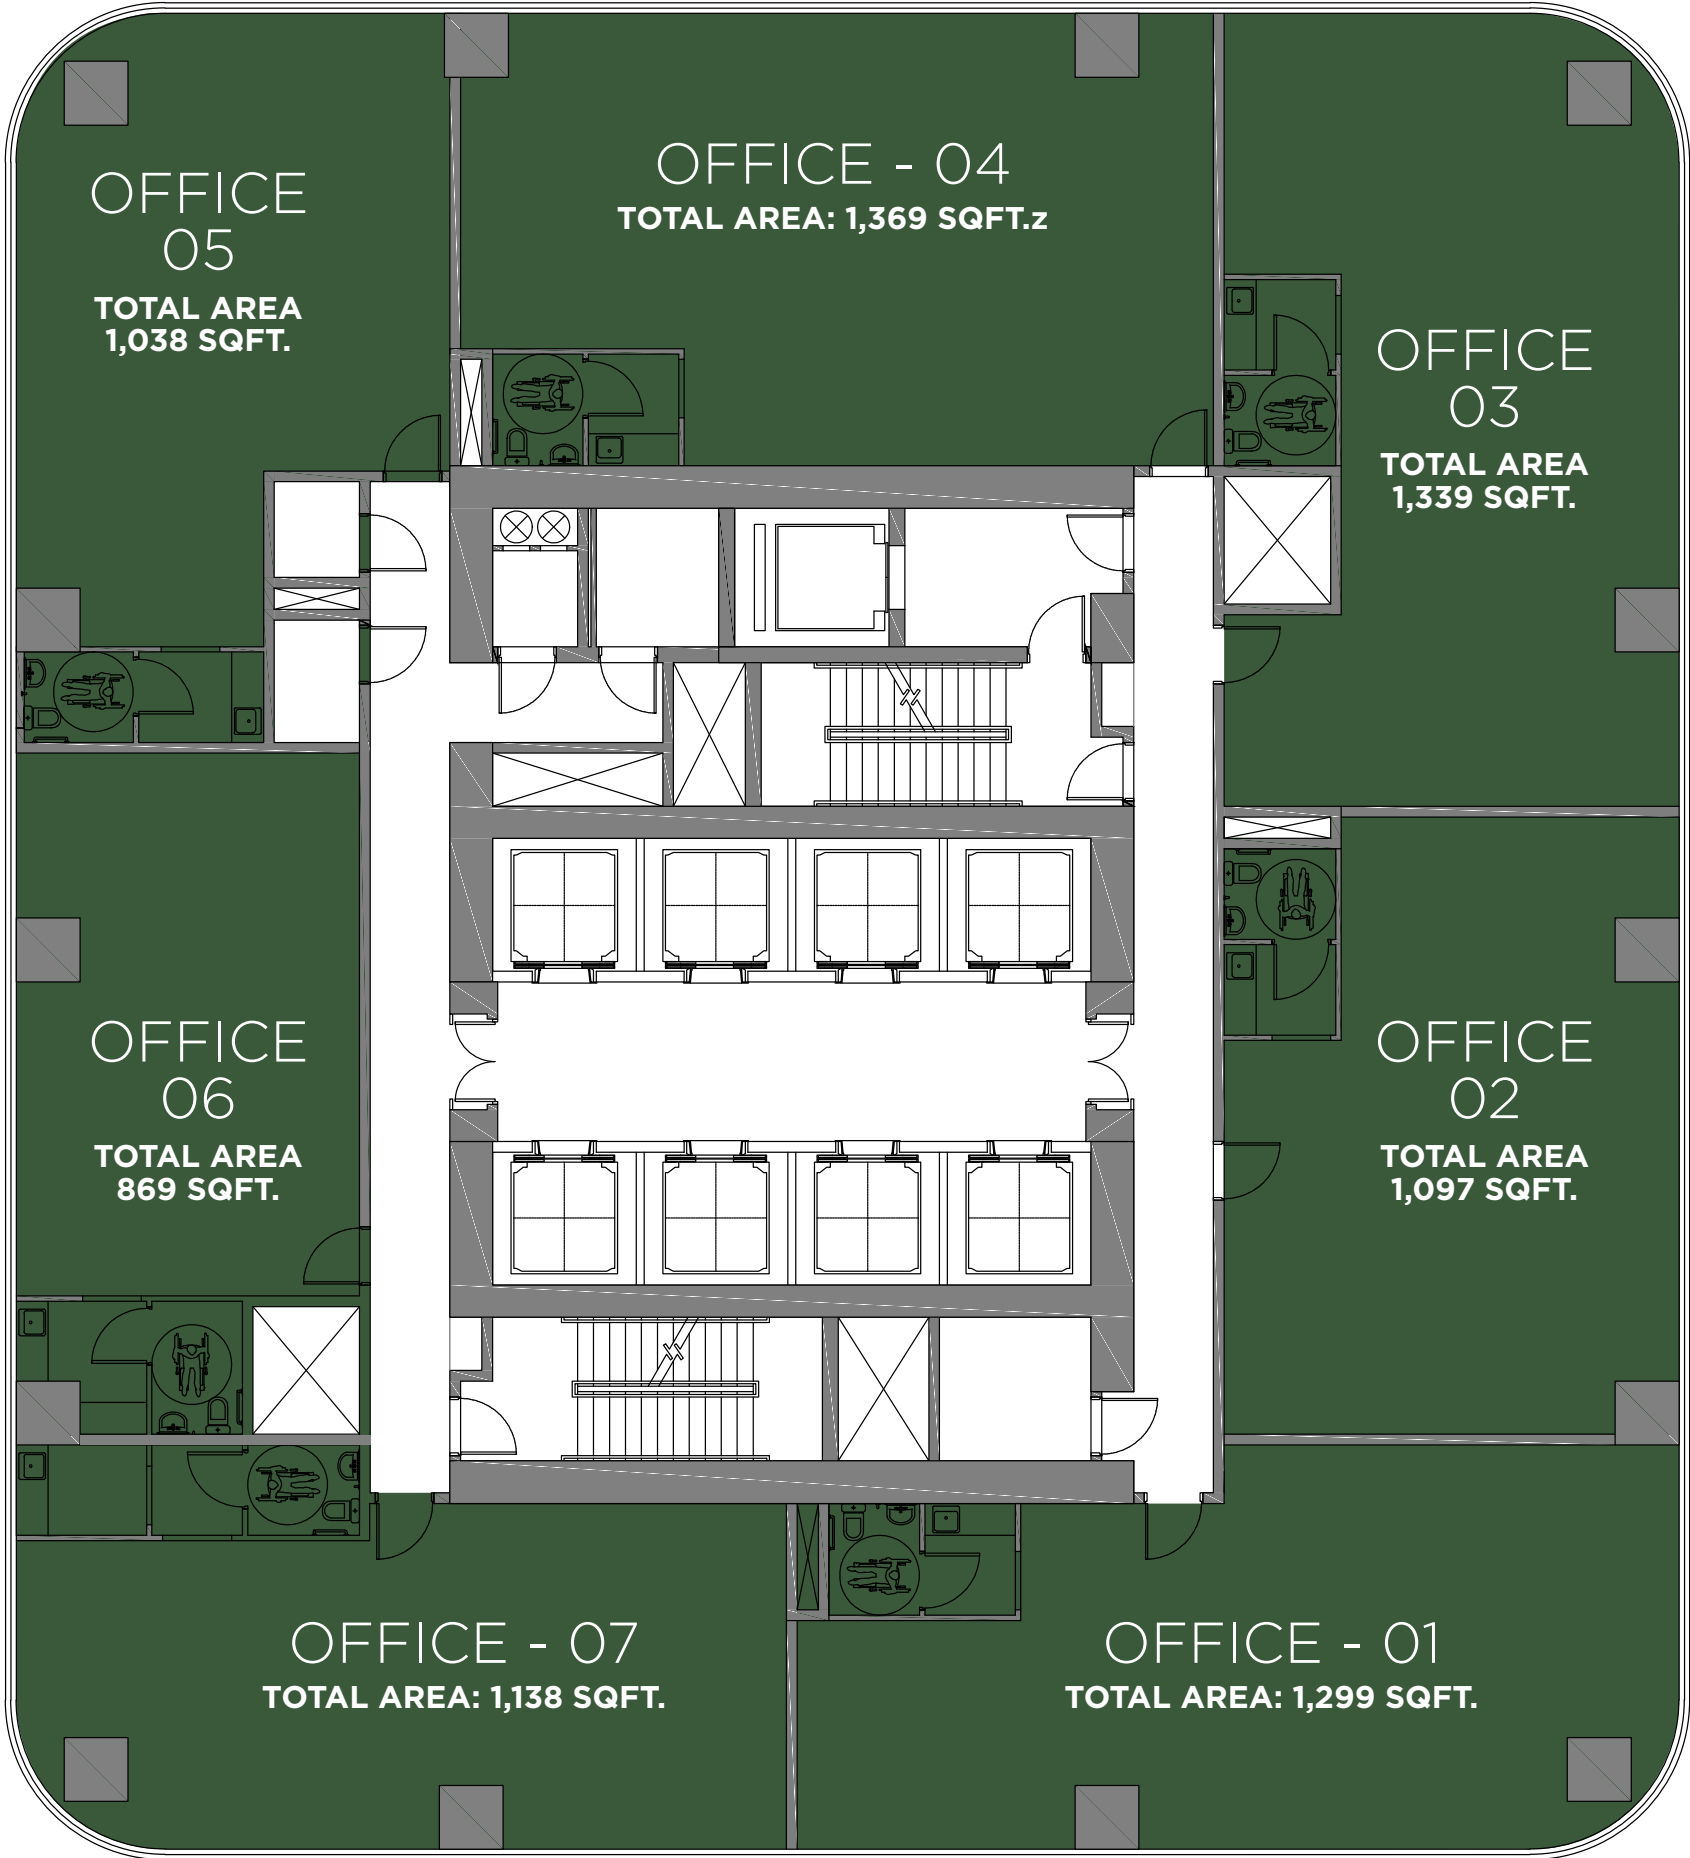 OFFICE - 04
TOTAL AREA: 1,369 SQFT.z
OFFICE
05
TOTAL AREA
1,038 SQFT.
OFFICE
03
TOTAL AREA
1,339 SQFT.
OFFICE
06
TOTAL AREA
869 SQFT.
OFFICE
02
TOTAL AREA
1,097 SQFT.
OFFICE - 07
TOTAL AREA: 1,138 SQFT.
OFFICE - 01
TOTAL AREA: 1,299 SQFT.